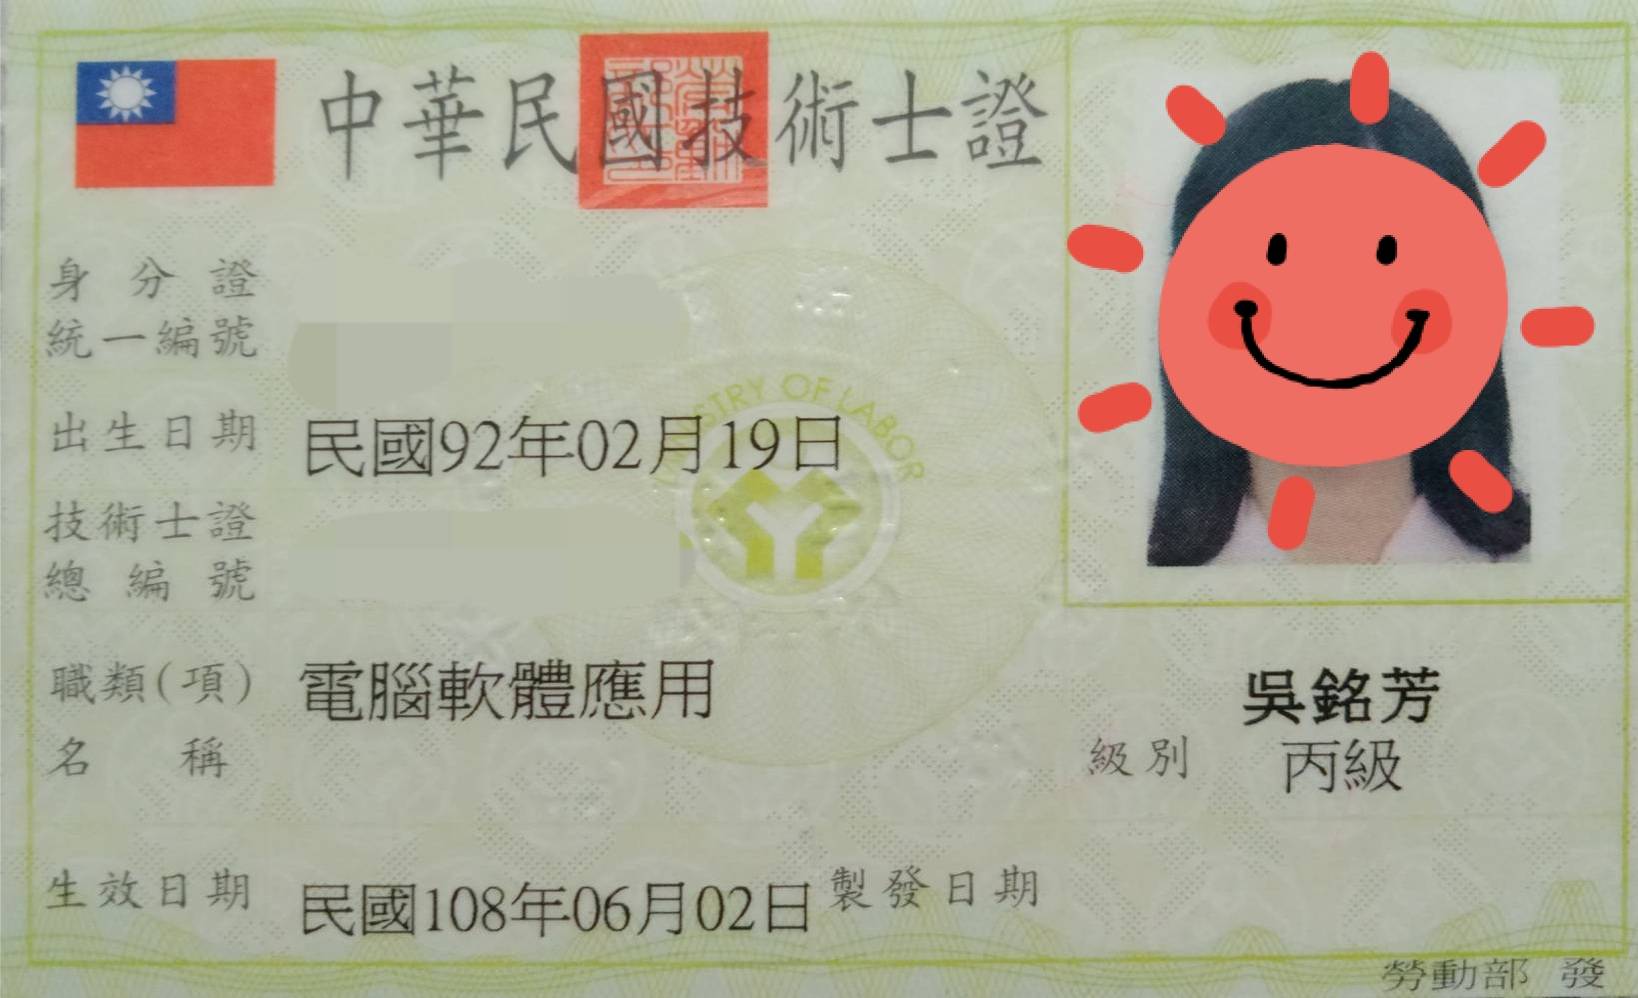 中華民國技術士證
身分證
統一編號
出生日期 民國92年02月19日
MINISTRY OF LABOR
技術士證
總編號
職類(項) 電腦軟體應用
名稱
吳銘芳
級別 丙級
生效日期 民國108年06月02日 製發日期
勞動部 發